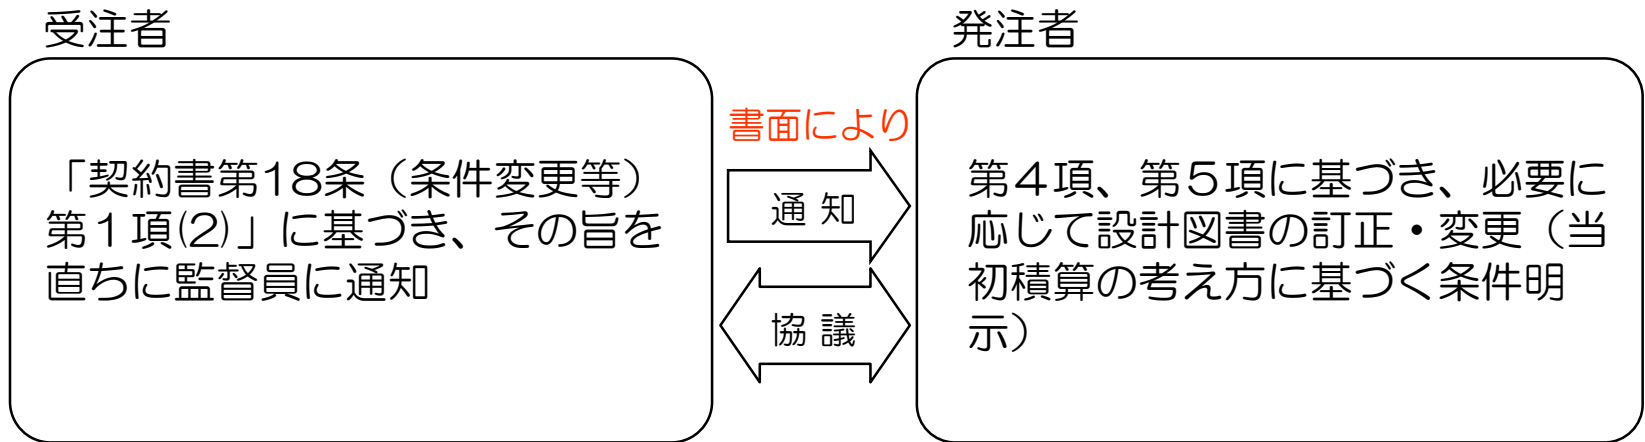 受注者
「契約書第18条（条件変更等）
第１項(2)」に基づき、その旨を
直ちに監督員に通知
書面により
通 知
協 議
発注者
第４項、第５項に基づき、必要に
応じて設計図書の訂正・変更（当
初積算の考え方に基づく条件明
示）